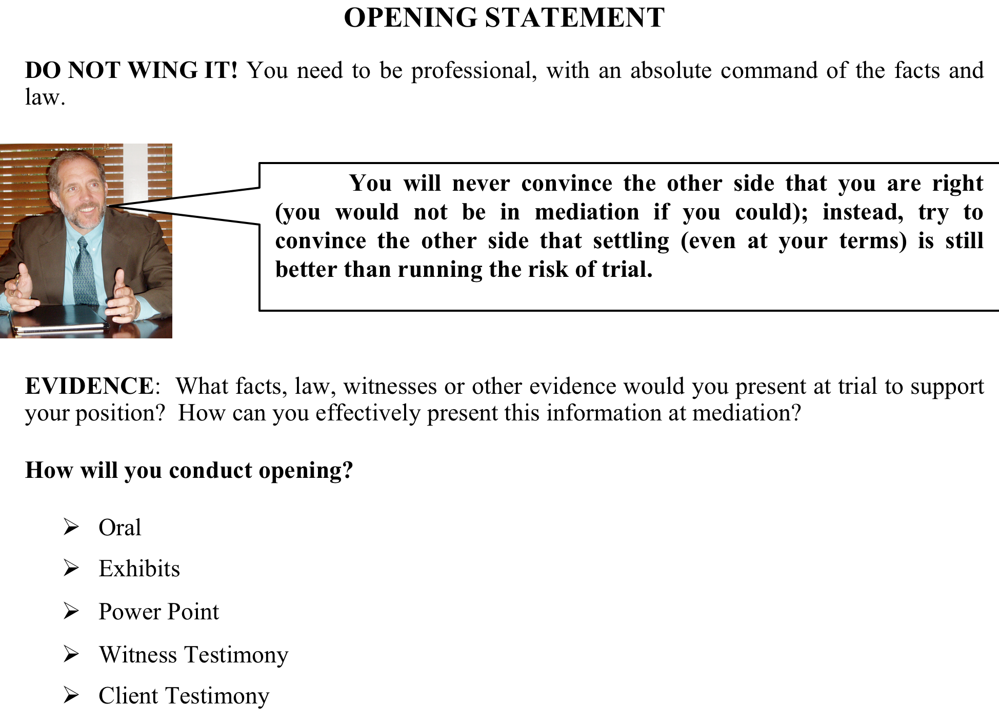 OPENING STATEMENT
DO NOT WING IT! You need to be professional, with an absolute command of the facts and
law.
You will never convince the other side that you are right
(you would not be in mediation if you could); instead, try to
convince the other side that settling (even at your terms) is still
better than running the risk of trial.
EVIDENCE:  What facts, law, witnesses or other evidence would you present at trial to support
your position?  How can you effectively present this information at mediation?
How will you conduct opening?
➢ Oral
➢ Exhibits
➢ Power Point
➢ Witness Testimony
➢ Client Testimony